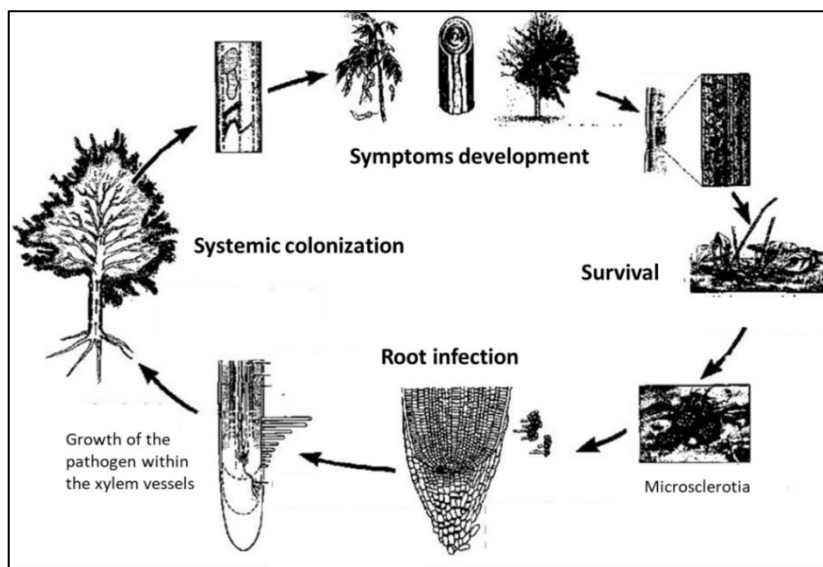 Symptoms development
Systemic colonization
Survival
Root infection
Growth of the
pathogen within
the xylem vessels
Microsclerotia